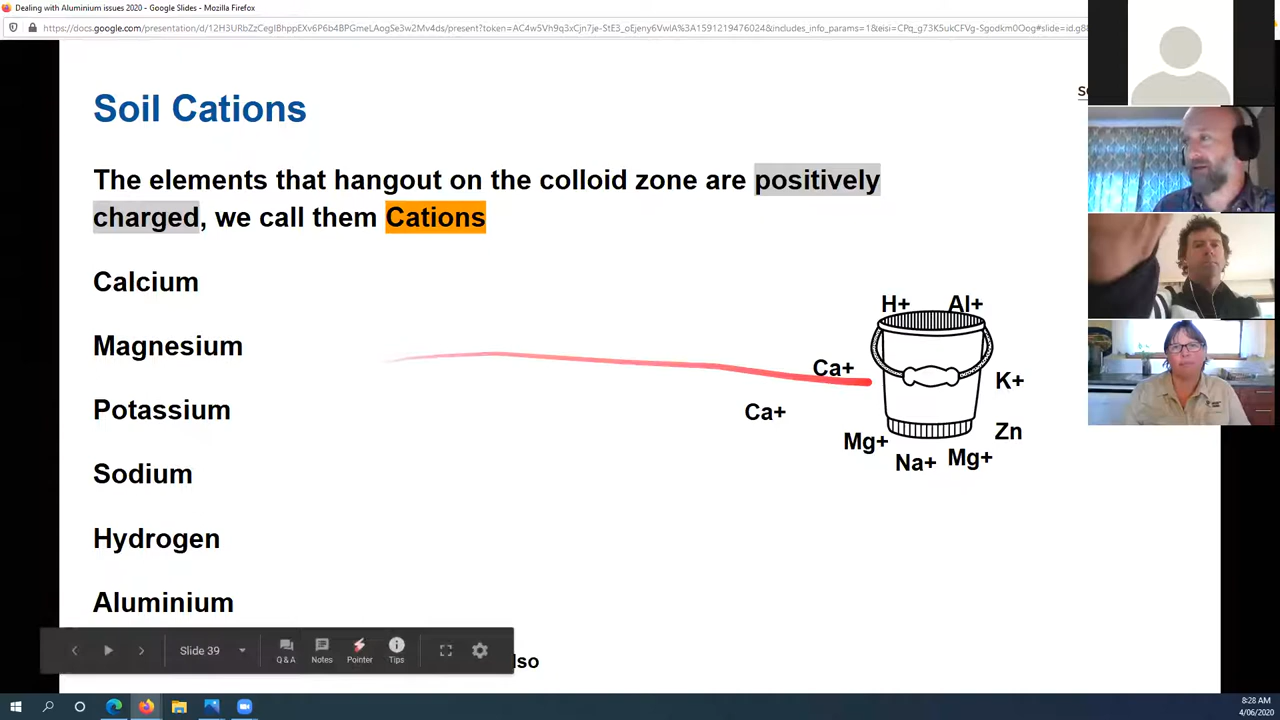 Dealing with Aluminium issues 2020 - Google Slides - Mozilla Firefox
Soil Cations
The elements that hangout on the colloid zone are positively
charged, we call them Cations
Calcium
Magnesium
Potassium
Sodium
Hydrogen
Aluminium
H+ Al+
Ca+
K+
Ca+
Zn
Mg+
Mg+
Na+
Slide 39
Q & A
Notes
Pointer
Tips
8:28 AM
4/06/2020